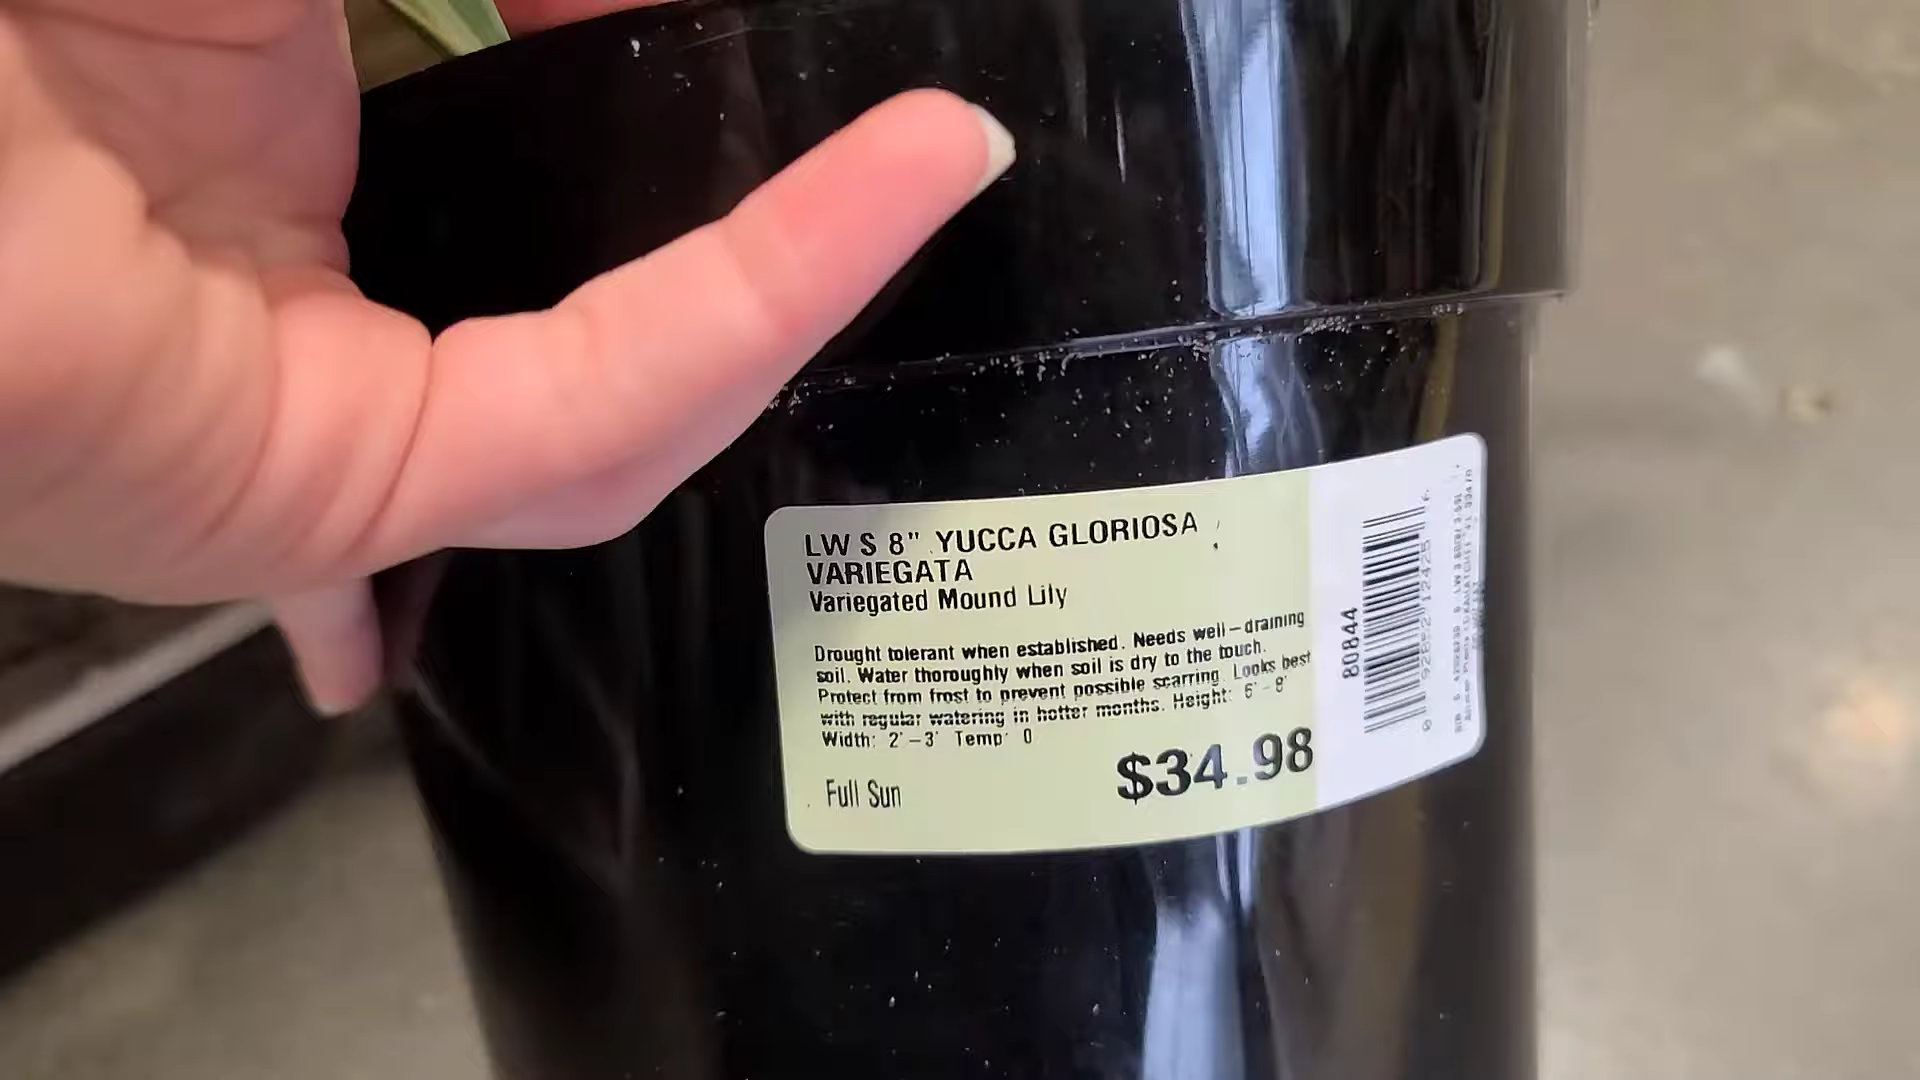 LW S 8" YUCCA GLORIOSA
VARIEGATA
Variegated Mound Lily
Drought tolerant when established. Needs well-draining
soil. Water thoroughly when soil is dry to the touch.
Protect from frost to prevent possible scarring. Looks best
with regular watering in hotter months. Height: 6'-8'
Width: 2'-3' Temp: 0
Full Sun
$34.98
80844